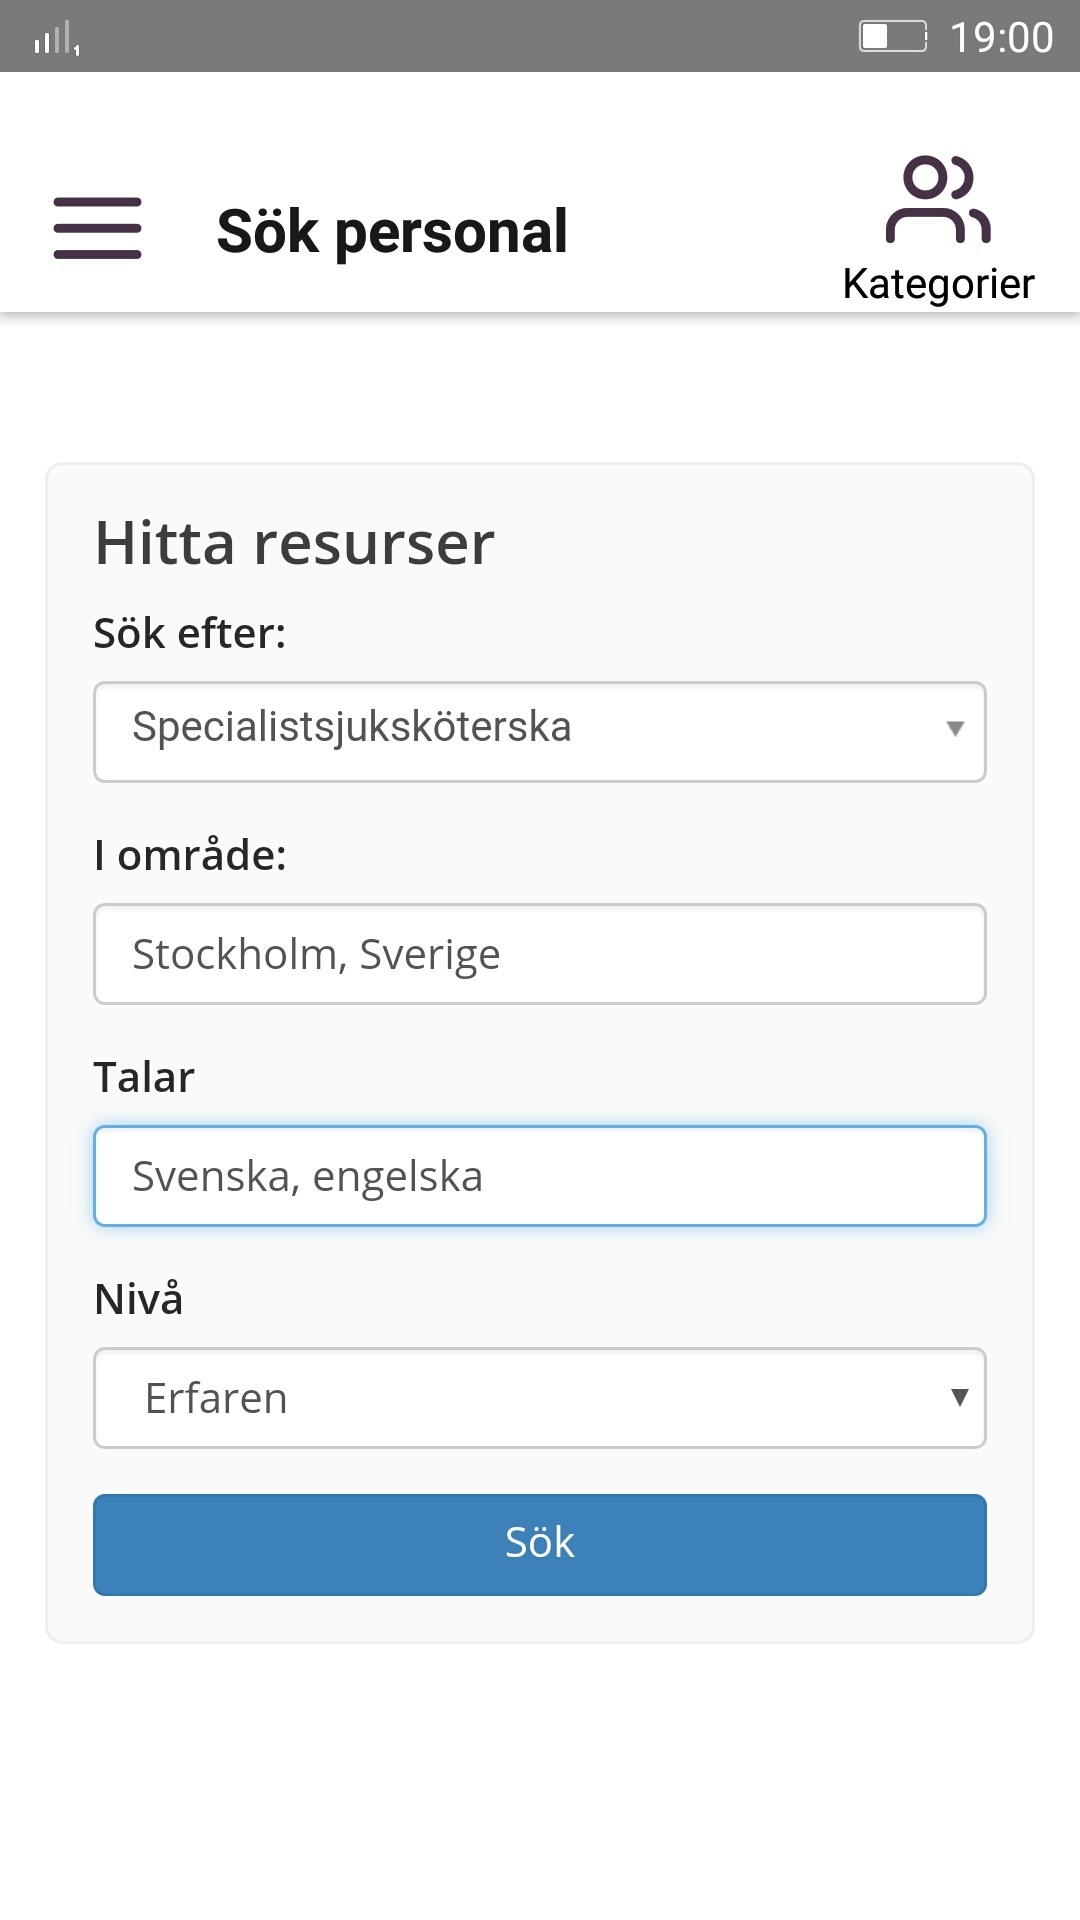 19:00
Sök personal
Kategorier
Hitta resurser
Sök efter:
Specialistsjuksköterska
I område:
Stockholm, Sverige
Talar
Svenska, engelska
Nivå
Erfaren
Sök